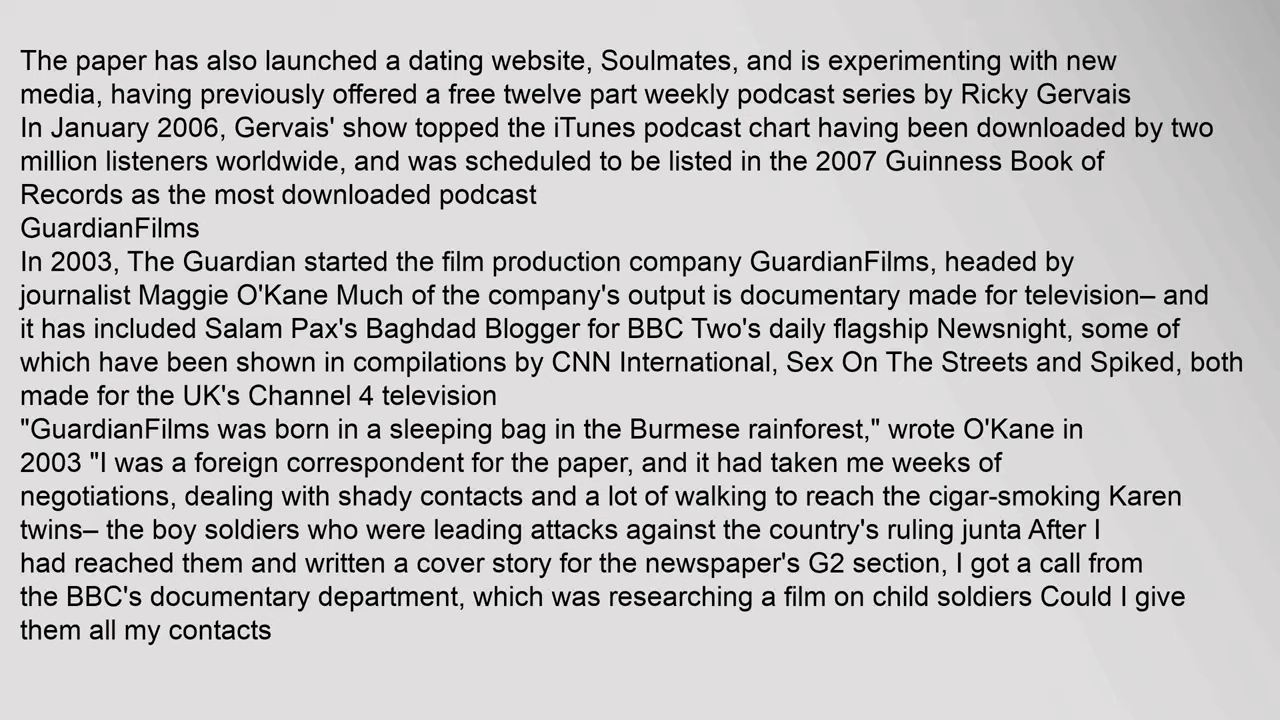 The paper has also launched a dating website, Soulmates, and is experimenting with new
media, having previously offered a free twelve part weekly podcast series by Ricky Gervais
In January 2006, Gervais' show topped the iTunes podcast chart having been downloaded by two
million listeners worldwide, and was scheduled to be listed in the 2007 Guinness Book of
Records as the most downloaded podcast
GuardianFilms
In 2003, The Guardian started the film production company GuardianFilms, headed by
journalist Maggie O'Kane Much of the company's output is documentary made for television– and
it has included Salam Pax's Baghdad Blogger for BBC Two's daily flagship Newsnight, some of
which have been shown in compilations by CNN International, Sex On The Streets and Spiked, both
made for the UK's Channel 4 television
"GuardianFilms was born in a sleeping bag in the Burmese rainforest," wrote O'Kane in
2003 "I was a foreign correspondent for the paper, and it had taken me weeks of
negotiations, dealing with shady contacts and a lot of walking to reach the cigar-smoking Karen
twins– the boy soldiers who were leading attacks against the country's ruling junta After I
had reached them and written a cover story for the newspaper's G2 section, I got a call from
the BBC's documentary department, which was researching a film on child soldiers Could I give
them all my contacts